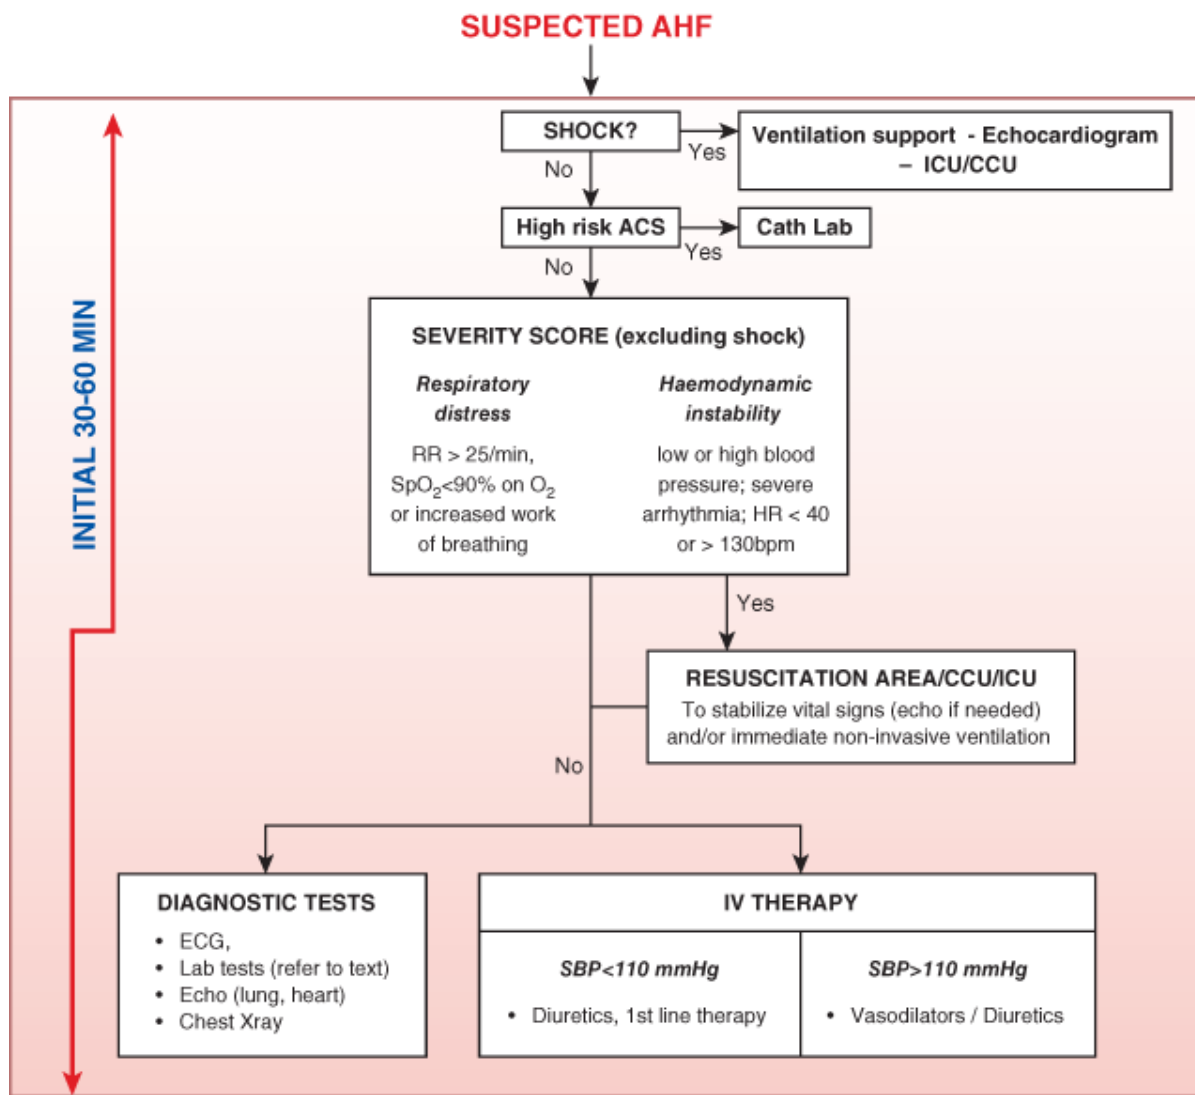 SUSPECTED AHF
SHOCK?
Yes
Ventilation support - Echocardiogram
– ICU/CCU
No
High risk ACS
Yes
Cath Lab
No
INITIAL 30-60 MIN
SEVERITY SCORE (excluding shock)
Respiratory
distress
RR > 25/min,
SpO₂<90% on O₂
or increased work
of breathing
Haemodynamic
instability
low or high blood
pressure; severe
arrhythmia; HR < 40
or > 130bpm
Yes
RESUSCITATION AREA/CCU/ICU
To stabilize vital signs (echo if needed)
and/or immediate non-invasive ventilation
No
DIAGNOSTIC TESTS
• ECG,
• Lab tests (refer to text)
• Echo (lung, heart)
• Chest Xray
IV THERAPY
SBP<110 mmHg
• Diuretics, 1st line therapy
SBP>110 mmHg
• Vasodilators / Diuretics